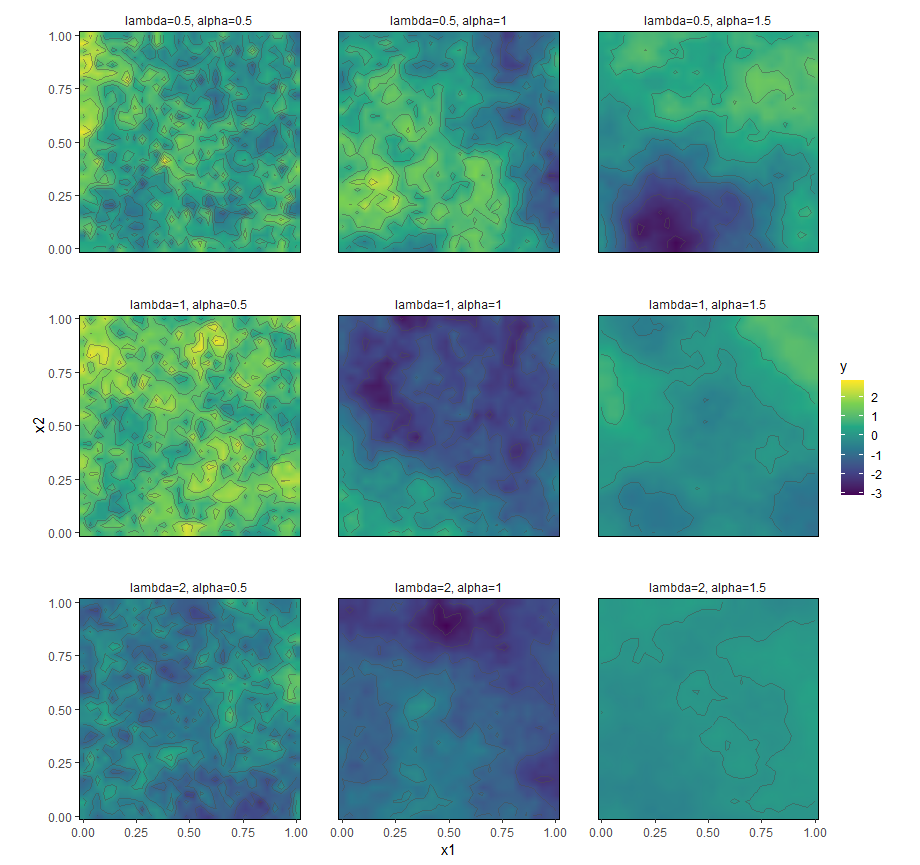 lambda=0.5, alpha=0.5
lambda=0.5, alpha=1
lambda=0.5, alpha=1.5
1.00
0.75
0.50
0.25
0.00
lambda=1, alpha=0.5
lambda=1, alpha=1
lambda=1, alpha=1.5
1.00
0.75
0.50
0.25
0.00
x2
y
2
1
0
-1
-2
-3
lambda=2, alpha=0.5
lambda=2, alpha=1
lambda=2, alpha=1.5
1.00
0.75
0.50
0.25
0.00
0.00 0.25 0.50 0.75 1.00
0.00 0.25 0.50 0.75 1.00
0.00 0.25 0.50 0.75 1.00
x1